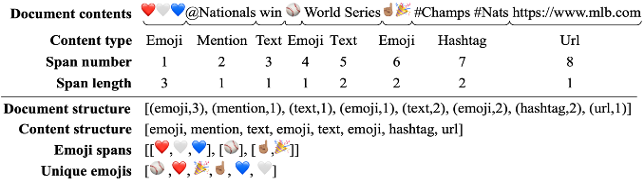 Document contents ❤️🤍💙@Nationals win ⚾ World Series☝🏽🎉 #Champs #Nats https://www.mlb.com
Content type Emoji Mention Text Emoji Text Emoji Hashtag Url
Span number 1 2 3 4 5 6 7 8
Span length 3 1 1 1 2 2 2 1
Document structure [(emoji,3), (mention,1), (text,1), (emoji,1), (text,2), (emoji,2), (hashtag,2), (url,1)]
Content structure [emoji, mention, text, emoji, text, emoji, hashtag, url]
Emoji spans [[❤️,🤍,💙], [⚾], [☝🏽,🎉]]
Unique emojis [⚾,❤️,🎉,☝🏽,💙,🤍]